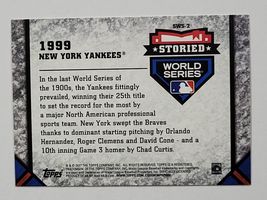 SWS-2
1999
NEW YORK YANKEES®
STORIED
WORLD
SERIES
In the last World Series of
the 1900s, the Yankees fittingly
prevailed, winning their 25th title
to set the record for the most by
a major North American professional
sports team. New York swept the Braves
thanks to dominant starting pitching by Orlando
Hernandez, Roger Clemens and David Cone - and
a 10th inning Game 3 homer by Chad Curtis.
Topps